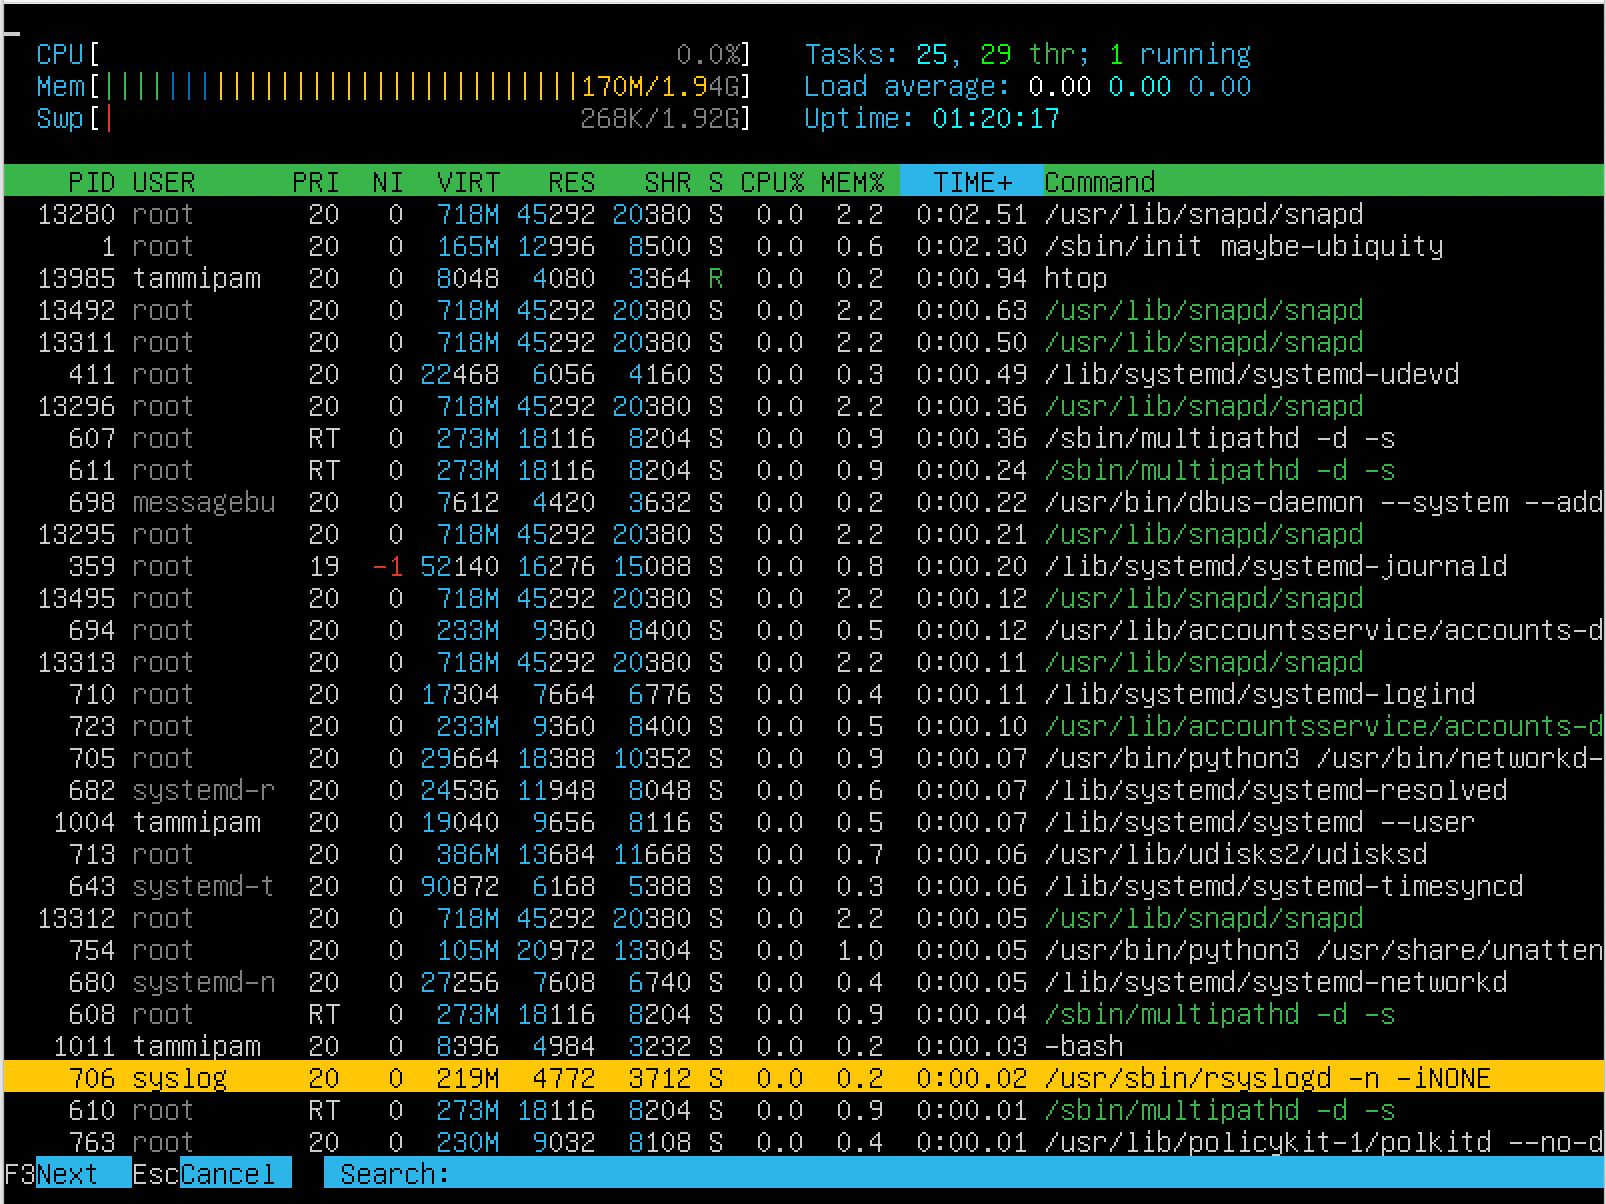 CPU[ 0.0%] Tasks: 25, 29 thr; 1 running
Mem[||||||||||||||||||||||||||||||170M/1.94G] Load average: 0.00 0.00 0.00
Swp[| 268K/1.92G] Uptime: 01:20:17
PID USER PRI NI VIRT RES SHR S CPU% MEM% TIME+ Command
13280 root 20 0 718M 45292 20380 S 0.0 2.2 0:02.51 /usr/lib/snapd/snapd
1 root 20 0 165M 12996 8500 S 0.0 0.6 0:02.30 /sbin/init maybe-ubiquity
13985 tammipam 20 0 8048 4080 3364 R 0.0 0.2 0:00.94 htop
13492 root 20 0 718M 45292 20380 S 0.0 2.2 0:00.63 /usr/lib/snapd/snapd
13311 root 20 0 718M 45292 20380 S 0.0 2.2 0:00.50 /usr/lib/snapd/snapd
411 root 20 0 22468 6056 4160 S 0.0 0.3 0:00.49 /lib/systemd/systemd-udevd
13296 root 20 0 718M 45292 20380 S 0.0 2.2 0:00.36 /usr/lib/snapd/snapd
607 root RT 0 273M 18116 8204 S 0.0 0.9 0:00.36 /sbin/multipathd -d -s
611 root RT 0 273M 18116 8204 S 0.0 0.9 0:00.24 /sbin/multipathd -d -s
698 messagebu 20 0 7612 4420 3632 S 0.0 0.2 0:00.22 /usr/bin/dbus-daemon --system --add
13295 root 20 0 718M 45292 20380 S 0.0 2.2 0:00.21 /usr/lib/snapd/snapd
359 root 19 -1 52140 16276 15088 S 0.0 0.8 0:00.20 /lib/systemd/systemd-journald
13495 root 20 0 718M 45292 20380 S 0.0 2.2 0:00.12 /usr/lib/snapd/snapd
694 root 20 0 233M 9360 8400 S 0.0 0.5 0:00.12 /usr/lib/accountsservice/accounts-d
13313 root 20 0 718M 45292 20380 S 0.0 2.2 0:00.11 /usr/lib/snapd/snapd
710 root 20 0 17304 7664 6776 S 0.0 0.4 0:00.11 /lib/systemd/systemd-logind
723 root 20 0 233M 9360 8400 S 0.0 0.5 0:00.10 /usr/lib/accountsservice/accounts-d
705 root 20 0 29664 18388 10352 S 0.0 0.9 0:00.07 /usr/bin/python3 /usr/bin/networkd-
682 systemd-r 20 0 24536 11948 8048 S 0.0 0.6 0:00.07 /lib/systemd/systemd-resolved
1004 tammipam 20 0 19040 9656 8116 S 0.0 0.5 0:00.07 /lib/systemd/systemd --user
713 root 20 0 386M 13684 11668 S 0.0 0.7 0:00.06 /usr/lib/udisks2/udisksd
643 systemd-t 20 0 90872 6168 5388 S 0.0 0.3 0:00.06 /lib/systemd/systemd-timesyncd
13312 root 20 0 718M 45292 20380 S 0.0 2.2 0:00.05 /usr/lib/snapd/snapd
754 root 20 0 105M 20972 13304 S 0.0 1.0 0:00.05 /usr/bin/python3 /usr/share/unatten
680 systemd-n 20 0 27256 7608 6740 S 0.0 0.4 0:00.05 /lib/systemd/systemd-networkd
608 root RT 0 273M 18116 8204 S 0.0 0.9 0:00.04 /sbin/multipathd -d -s
1011 tammipam 20 0 8396 4984 3232 S 0.0 0.2 0:00.03 -bash
706 syslog 20 0 219M 4772 3712 S 0.0 0.2 0:00.02 /usr/sbin/rsyslogd -n -iNONE
610 root RT 0 273M 18116 8204 S 0.0 0.9 0:00.01 /sbin/multipathd -d -s
763 root 20 0 230M 9032 8108 S 0.0 0.4 0:00.01 /usr/lib/policykit-1/polkitd --no-d
F3Next EscCancel Search: